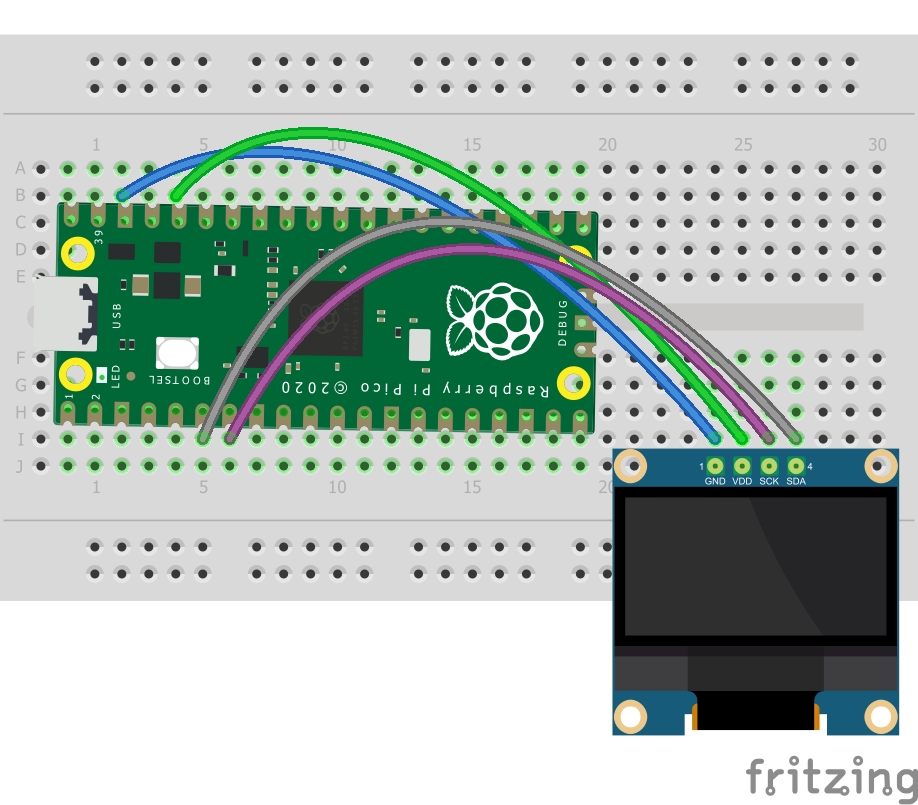 1 5 10 15 20 25 30
A
B
C
D
E
39
USB
DEBUG
LED
BOOTSEL
Raspberry Pi Pico ©2020
1 2
F
G
H
I
J
1 5 10 15 20
1 4
GND VDD SCK SDA
fritzing